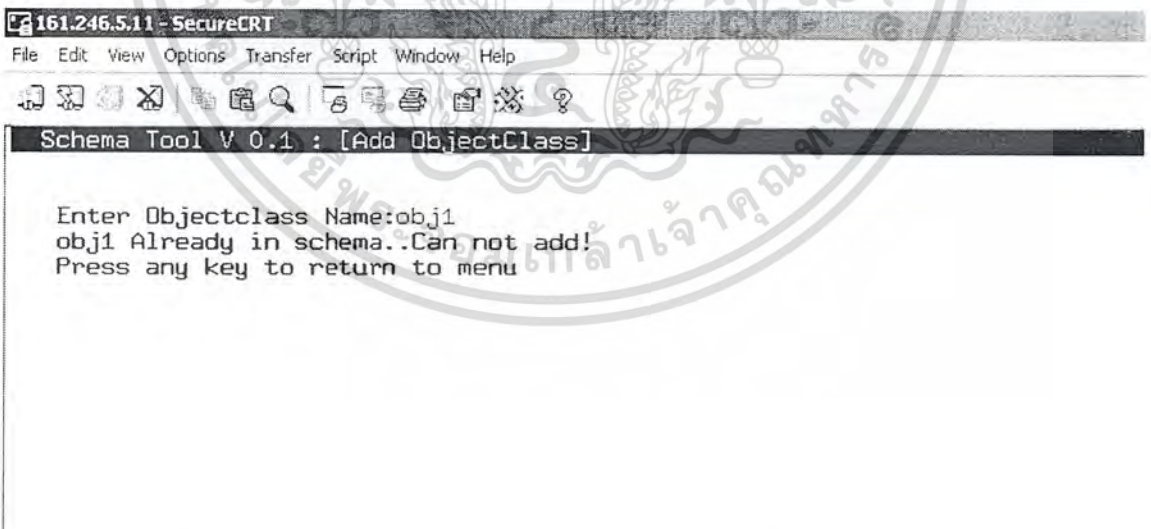 161.246.5.11 - SecureCRT
File Edit View Options Transfer Script Window Help
Schema Tool V 0.1 : [Add ObjectClass]
Enter Objectclass Name:obj1
obj1 Already in schema..Can not add!
Press any key to return to menu